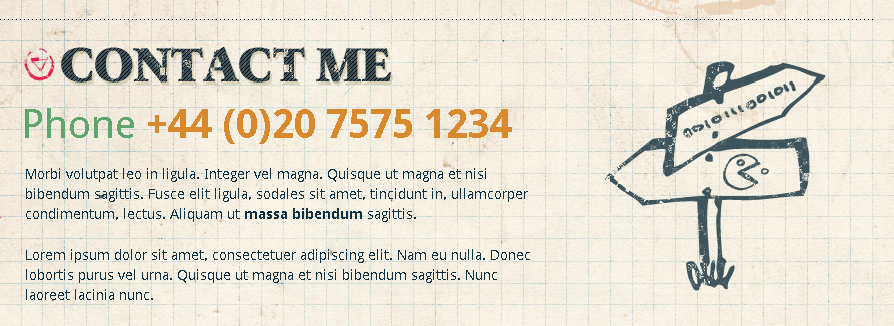 CONTACT ME
Phone +44 (0)20 7575 1234
Morbi volutpat leo in ligula. Integer vel magna. Quisque ut magna et nisi
bibendum sagittis. Fusce elit ligula, sodales sit amet, tincidunt in, ullamcorper
condimentum, lectus. Aliquam ut massa bibendum sagittis.
Lorem ipsum dolor sit amet, consectetuer adipiscing elit. Nam eu nulla. Donec
lobortis purus vel urna. Quisque ut magna et nisi bibendum sagittis. Nunc
laoreet lacinia nunc.